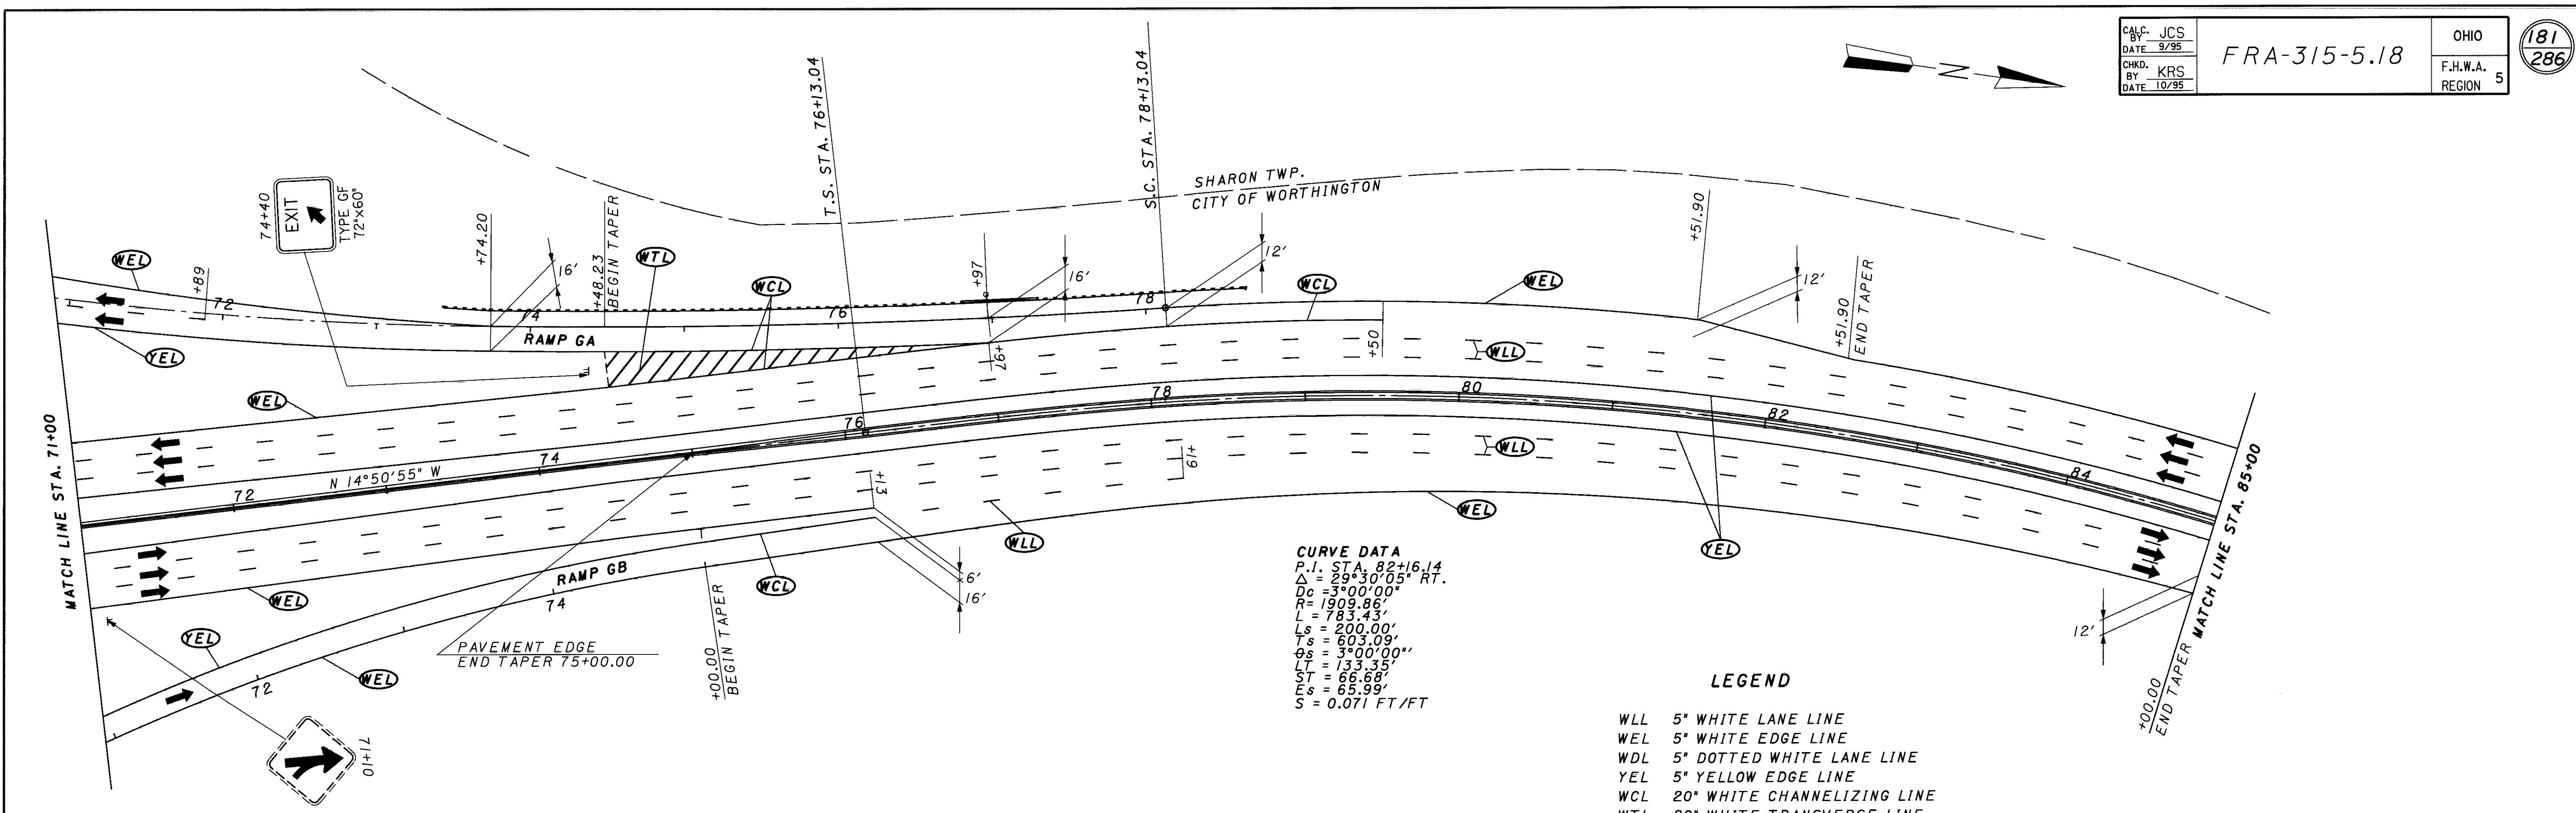 CALC. BY JCS
DATE 9/95
CHKD. BY KRS
DATE 10/95
FRA-315-5.18
OHIO
F.H.W.A. REGION 5
181
286
N
T.S. STA. 76+13.04
S.C. STA. 78+13.04
SHARON TWP.
CITY OF WORTHINGTON
74+40
EXIT
TYPE GF
72"x60"
WEL
+89
+74.20
16'
+48.23
BEGIN TAPER
WTL
WCL
+97
16'
12'
WCL
WEL
+51.90
12'
+51.90
END TAPER
72
74
76
78
RAMP GA
YEL
+97
+50
WLL
WEL
MATCH LINE STA. 71+00
N 14°50'55" W
72
74
76
78
80
82
84
+13
+19
WLL
WLL
WEL
YEL
MATCH LINE STA. 85+00
12'
+00.00
END TAPER
WEL
RAMP GB
74
72
WCL
6'
16'
YEL
WEL
PAVEMENT EDGE
END TAPER 75+00.00
+00.00
BEGIN TAPER
71+10
CURVE DATA
P.I. STA. 82+16.14
Δ = 29°30'05" RT.
Dc =3°00'00"
R= 1909.86'
L = 783.43'
Ls = 200.00'
Ts = 603.09'
θs = 3°00'00"'
LT = 133.35'
ST = 66.68'
Es = 65.99'
S = 0.071 FT/FT
LEGEND
WLL 5" WHITE LANE LINE
WEL 5" WHITE EDGE LINE
WDL 5" DOTTED WHITE LANE LINE
YEL 5" YELLOW EDGE LINE
WCL 20" WHITE CHANNELIZING LINE
WTL 20" WHITE TRANSVERSE LINE